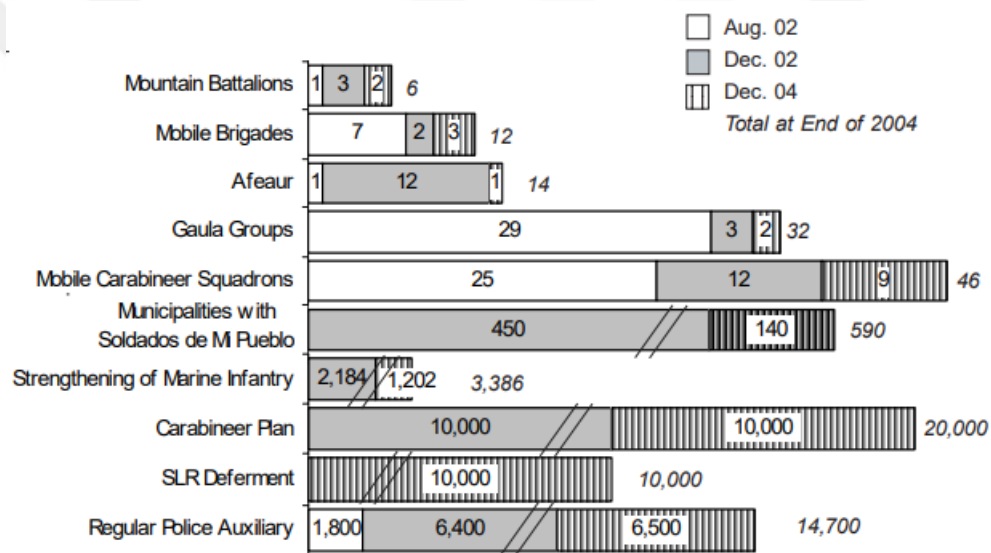 Aug. 02
Dec. 02
Dec. 04
Total at End of 2004
Mountain Battalions 1 3 2 6
Mobile Brigades 7 2 3 12
Afeaur 1 12 1 14
Gaula Groups 29 3 2 32
Mobile Carabineer Squadrons 25 12 9 46
Municipalities with
Soldados de Mi Pueblo 450 140 590
Strengthening of Marine Infantry 2,184 1,202 3,386
Carabineer Plan 10,000 10,000 20,000
SLR Deferment 10,000 10,000
Regular Police Auxiliary 1,800 6,400 6,500 14,700